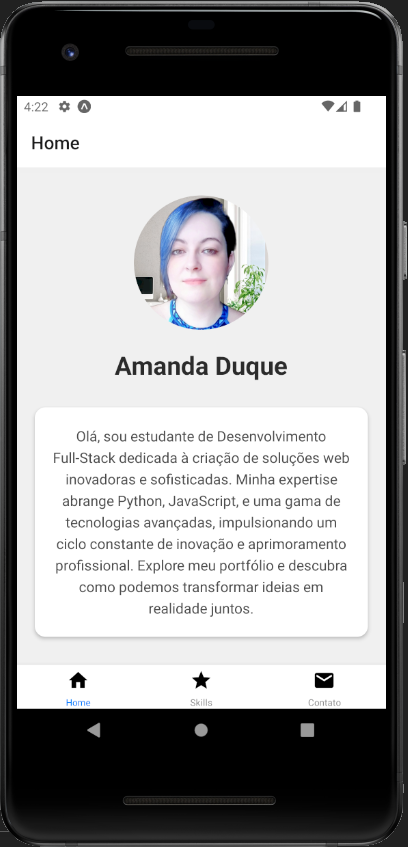 4:22
Home
Amanda Duque
Olá, sou estudante de Desenvolvimento
Full-Stack dedicada à criação de soluções web
inovadoras e sofisticadas. Minha expertise
abrange Python, JavaScript, e uma gama de
tecnologias avançadas, impulsionando um
ciclo constante de inovação e aprimoramento
profissional. Explore meu portfólio e descubra
como podemos transformar ideias em
realidade juntos.
Home Skills Contato